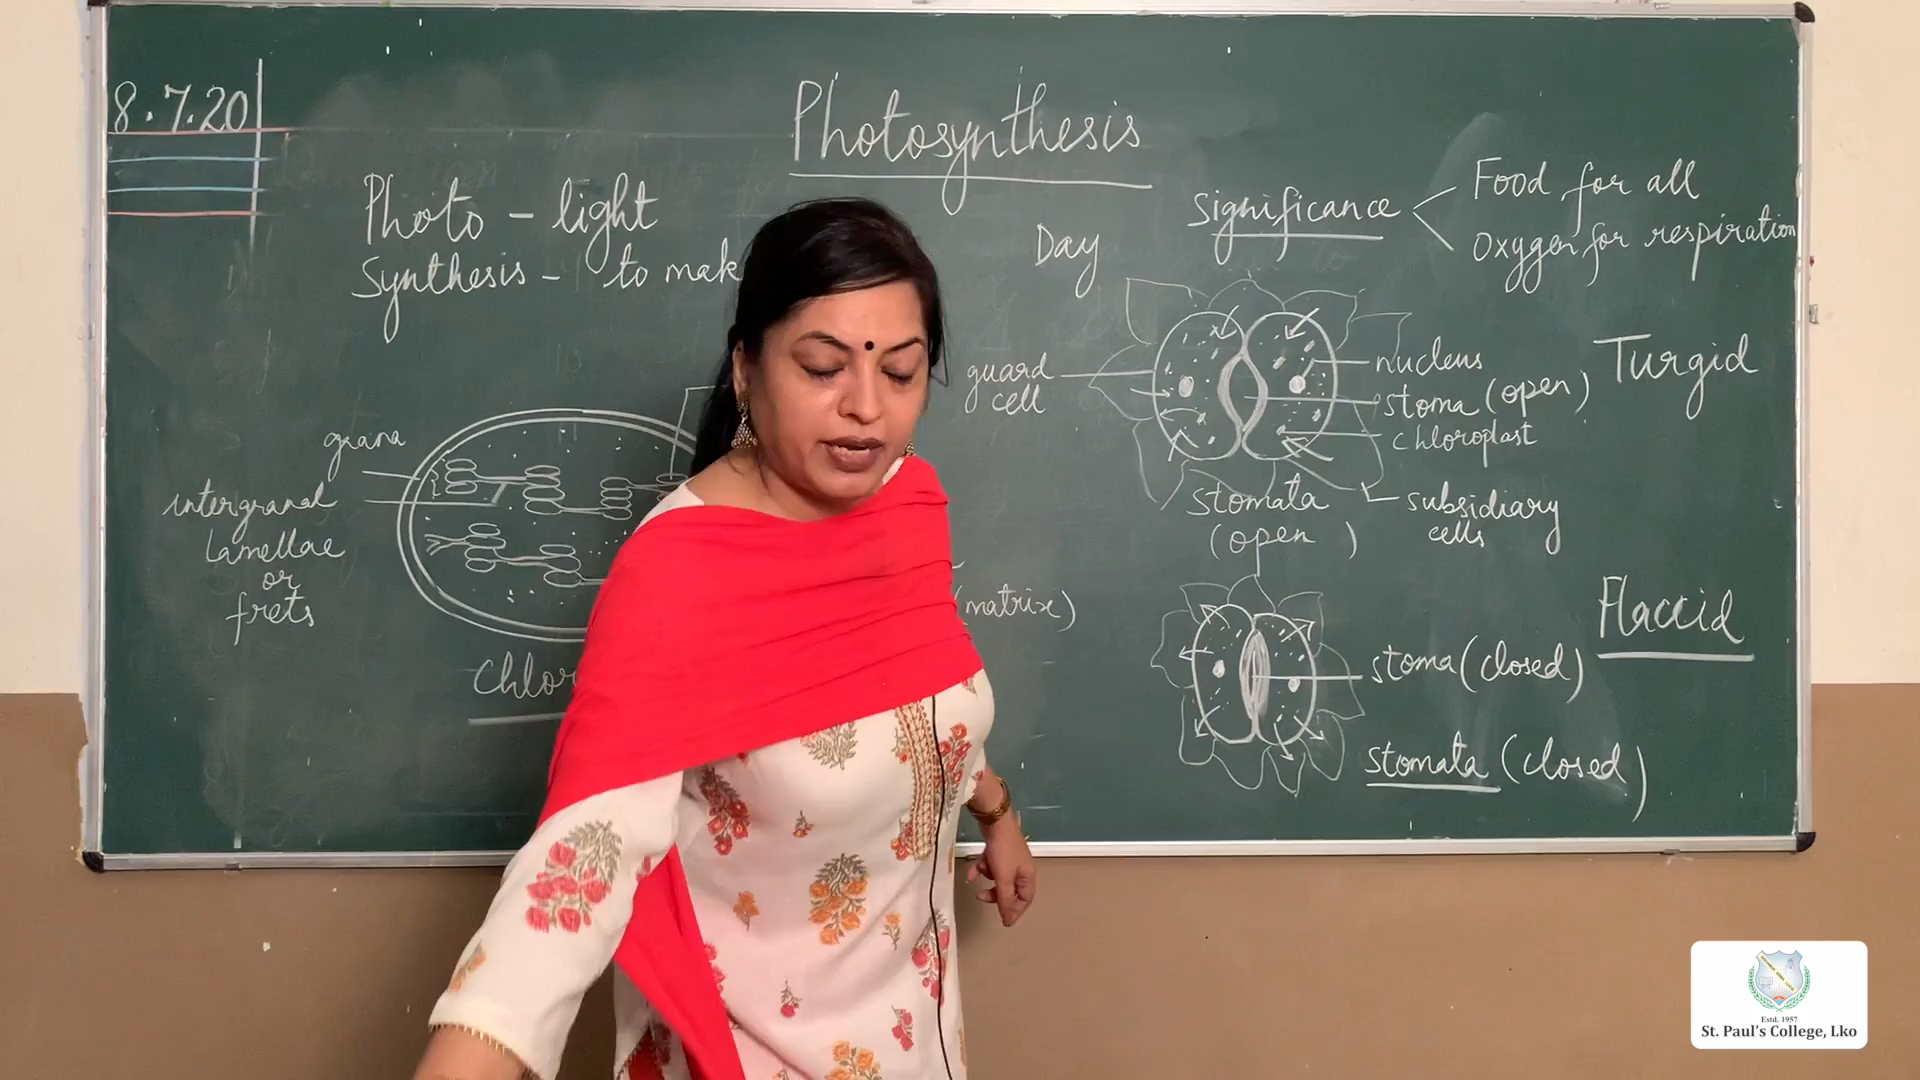 8.7.20
Photosynthesis
Photo - light
Synthesis - to mak
Significance
Food for all
Oxygen for respiration
Day
guard
cell
nucleus
stoma (open)
chloroplast
Turgid
stomata
(open)
subsidiary
cells
grana
intergranal
lamellae
or
frets
(matrix)
chlor
Flaccid
stoma (closed)
stomata (closed)
Estd. 1957
St. Paul's College, Lko